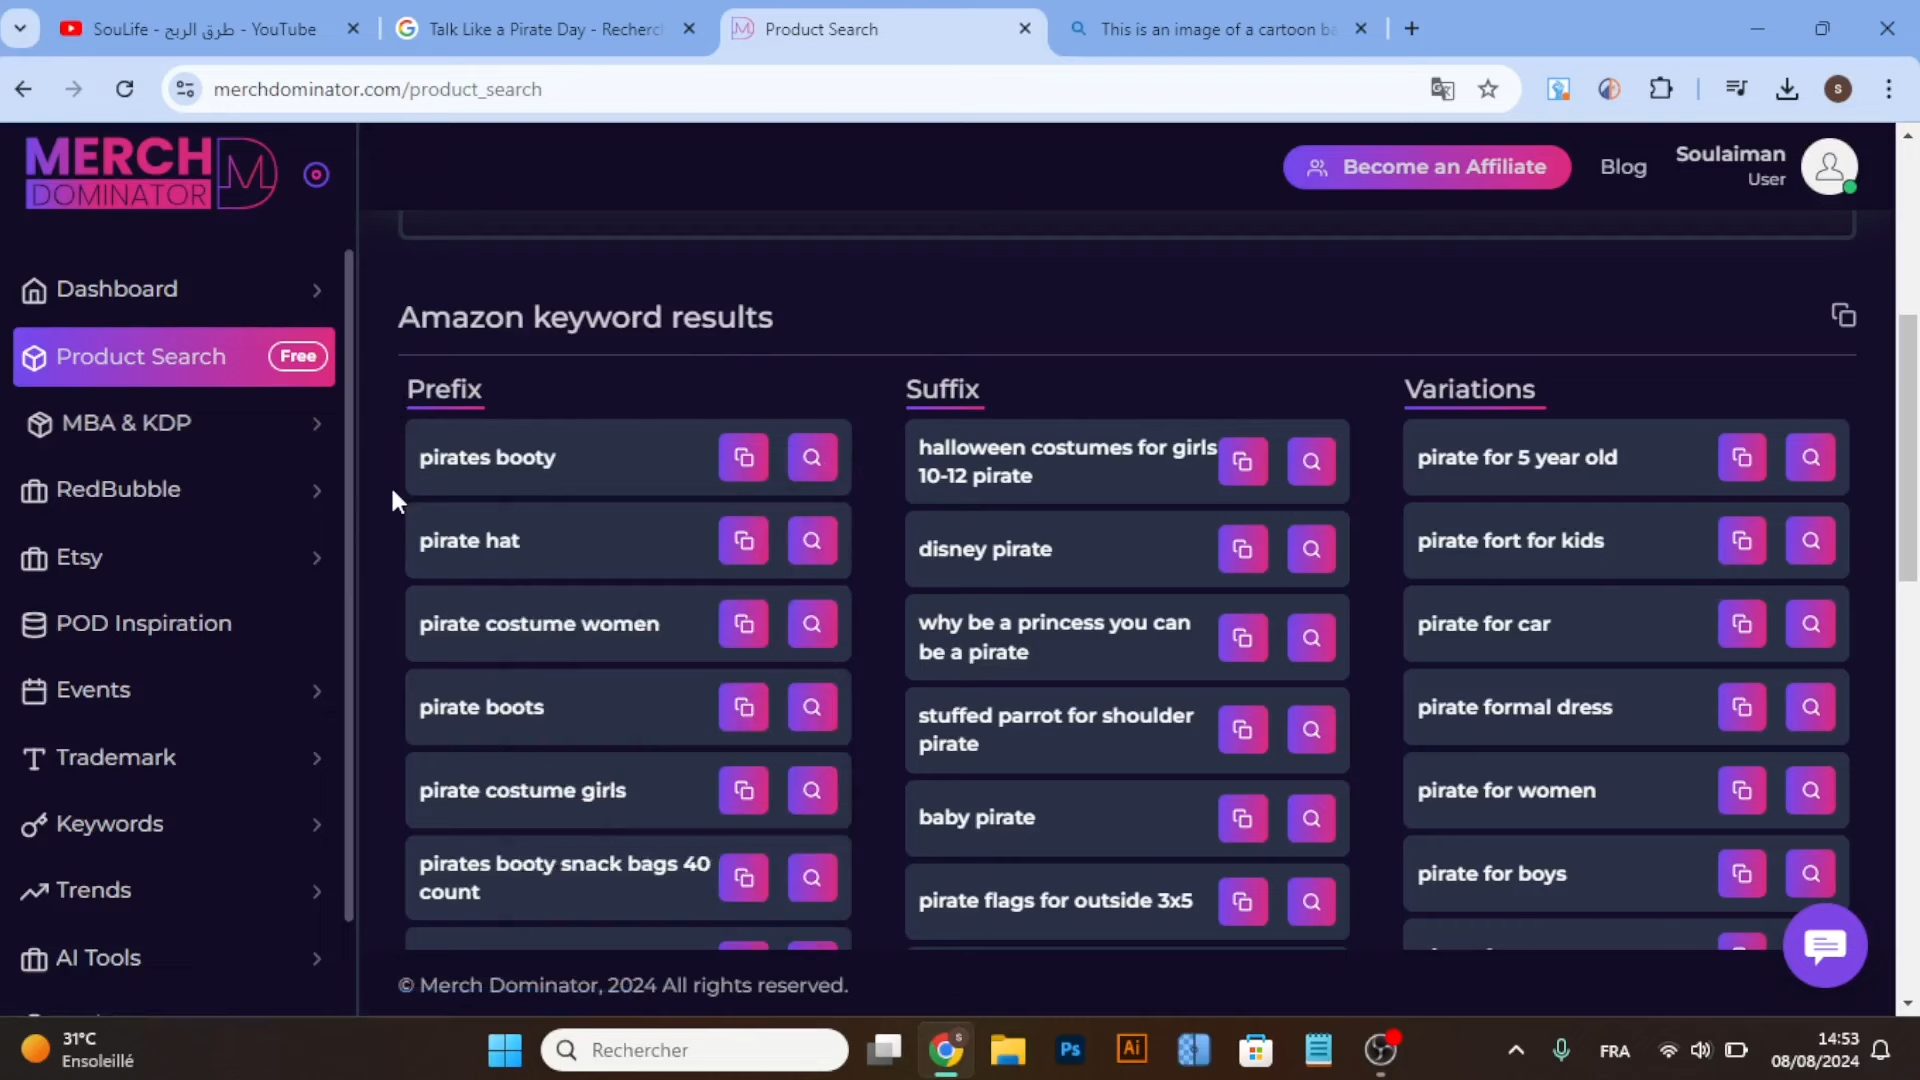 SouLife - طرق الربح - YouTube
Talk Like a Pirate Day - Recherc
Product Search
This is an image of a cartoon ba
merchdominator.com/product_search
S
MERCH
DOMINATOR
Become an Affiliate
Blog
Soulaiman
User
Dashboard
Product Search
Free
MBA & KDP
RedBubble
Etsy
POD Inspiration
Events
Trademark
Keywords
Trends
AI Tools
Amazon keyword results
Prefix
pirates booty
pirate hat
pirate costume women
pirate boots
pirate costume girls
pirates booty snack bags 40
count
Suffix
halloween costumes for girls
10-12 pirate
disney pirate
why be a princess you can
be a pirate
stuffed parrot for shoulder
pirate
baby pirate
pirate flags for outside 3x5
Variations
pirate for 5 year old
pirate fort for kids
pirate for car
pirate formal dress
pirate for women
pirate for boys
© Merch Dominator, 2024 All rights reserved.
31°C
Ensoleillé
Rechercher
S
Ps
Ai
FRA
14:53
08/08/2024